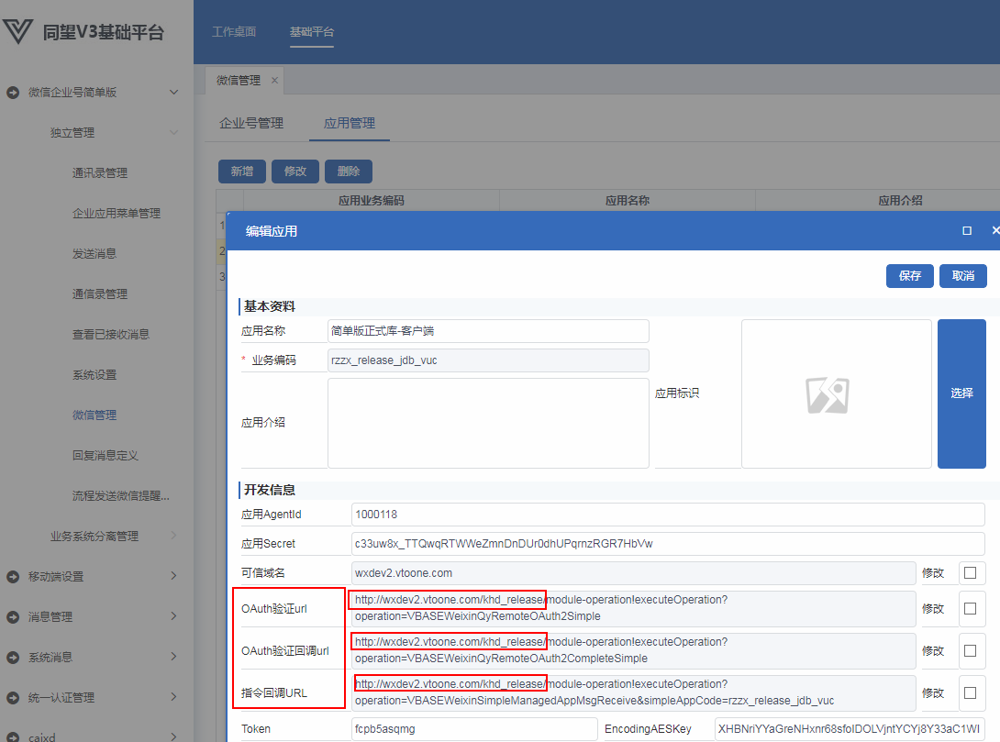 同望V3基础平台
工作桌面 基础平台
微信管理 ×
微信企业号简单版
独立管理
通讯录管理
企业应用菜单管理
发送消息
通信录管理
查看已接收消息
系统设置
微信管理
回复消息定义
流程发送微信提醒...
业务系统分离管理
移动端设置
消息管理
系统消息
统一认证管理
caixd
企业号管理 应用管理
新增 修改 删除
应用业务编码 应用名称 应用介绍
1
2
3
编辑应用
保存 取消
基本资料
应用名称 简单版正式库-客户端
* 业务编码 rzzx_release_jdb_vuc
应用介绍
应用标识
选择
开发信息
应用AgentId 1000118
应用Secret c33uw8x_TTQwqRTWWeZmnDnDUr0dhUPqrnzRGR7HbVw
可信域名 wxdev2.vtoone.com 修改
OAuth验证url http://wxdev2.vtoone.com/khd_release/module-operation!executeOperation? 修改
operation=VBASEWeixinQyRemoteOAuth2Simple
OAuth验证回调url http://wxdev2.vtoone.com/khd_release/module-operation!executeOperation? 修改
operation=VBASEWeixinQyRemoteOAuth2CompleteSimple
指令回调URL http://wxdev2.vtoone.com/khd_release/module-operation!executeOperation? 修改
operation=VBASEWeixinSimpleManagedAppMsgReceive&simpleAppCode=rzzx_release_jdb_vuc
Token fcpb5asqmg EncodingAESKey XHBNriYYaGreNHxnr68sfoIDOLVjntYCYj8Y33aC1WI